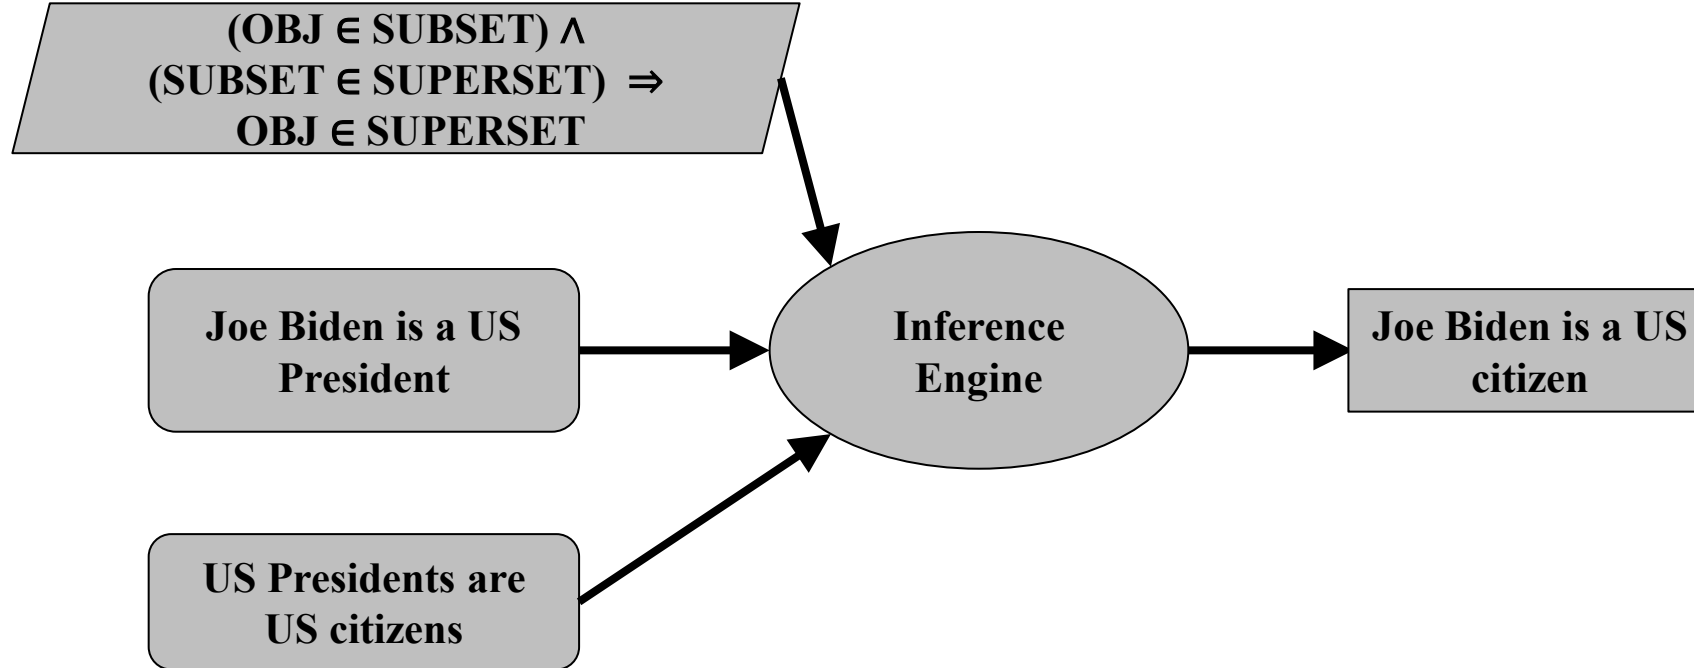 (OBJ ∈ SUBSET) ∧
(SUBSET ∈ SUPERSET) ⇒
OBJ ∈ SUPERSET
Joe Biden is a US
President
Inference
Engine
Joe Biden is a US
citizen
US Presidents are
US citizens